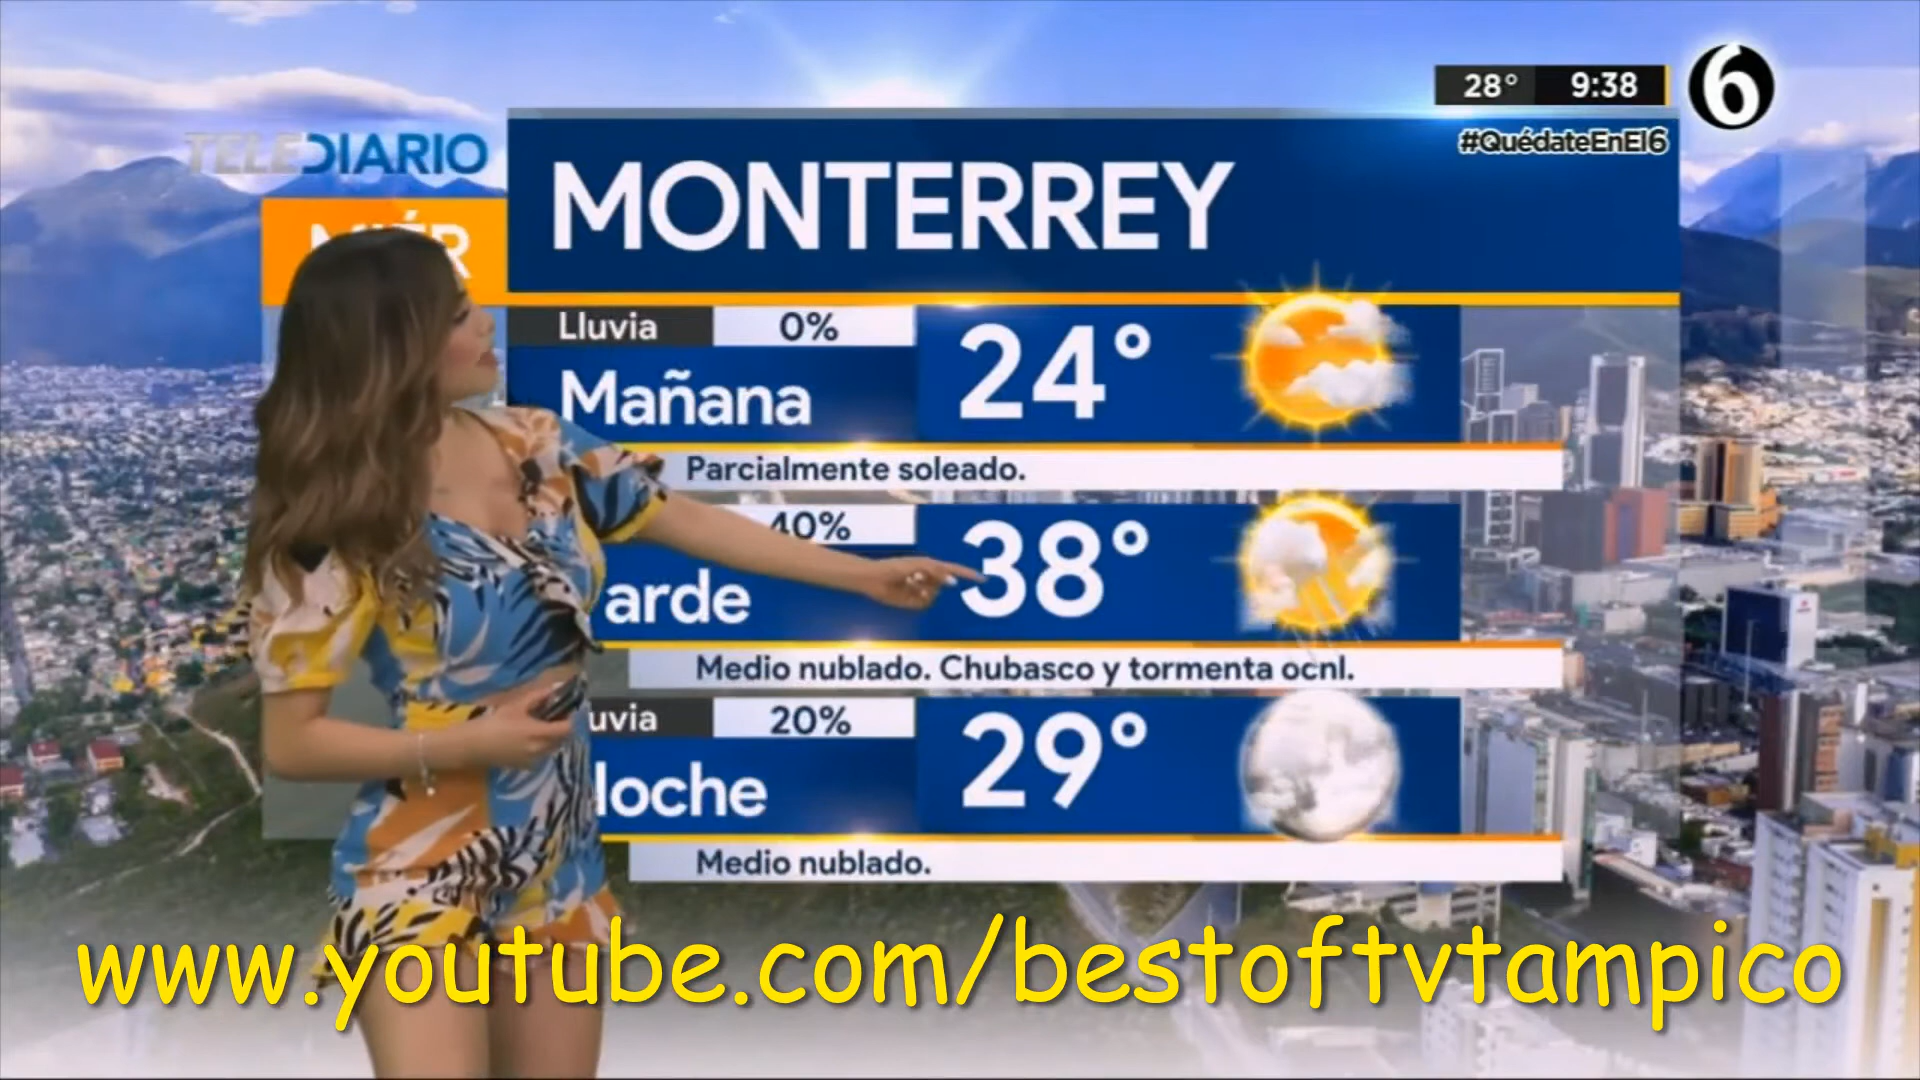 28° 9:38
6
#QuédateEnEl6
TELEDIARIO
MONTERREY
Lluvia 0%
Mañana
24°
Parcialmente soleado.
40%
arde
38°
Medio nublado. Chubasco y tormenta ocnl.
uvia 20%
loche
29°
Medio nublado.
www.youtube.com/bestoftvtampico